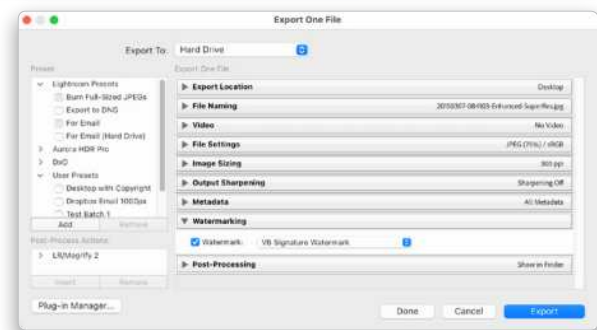 Export One File
Export To: Hard Drive
Preset: Export One File
Lightroom Presets
Burn Full-Sized JPEGs
Export to DNG
For Email
For Email (Hard Drive)
Aurora HDR Pro
DxO
User Presets
Desktop with Copyright
Dropbox Email 1000px
Test Batch 1
Add Remove
Post-Process Actions:
LR/Mogrify 2
Insert Remove
Plug-in Manager...
Export Location Desktop
File Naming
Video No Video
File Settings JPEG (75%) / sRGB
Image Sizing 300 ppi
Output Sharpening Sharpening Off
Metadata All Metadata
Watermarking
Watermark: VB Signature Watermark
Post-Processing Show in Finder
Done Cancel Export